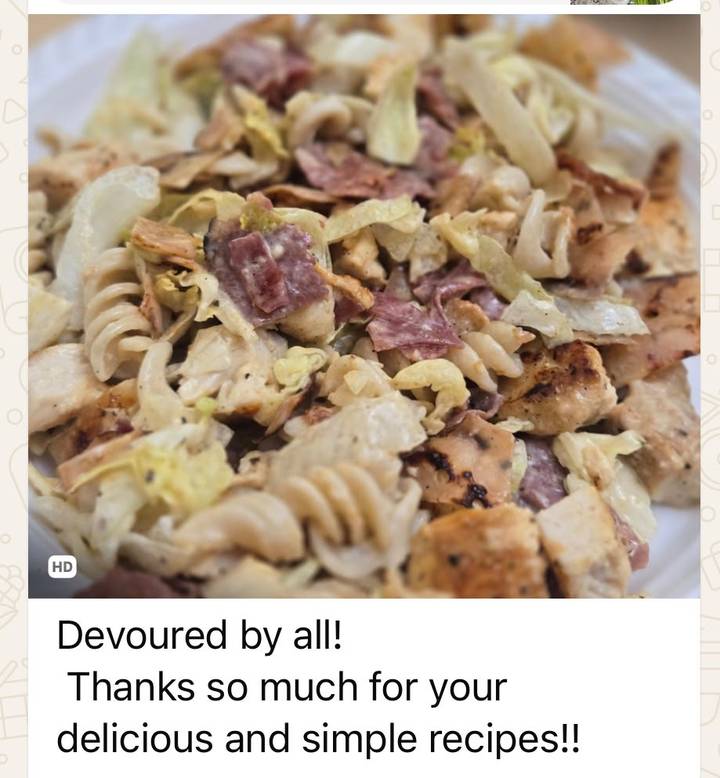 HD
Devoured by all!
Thanks so much for your
delicious and simple recipes!!